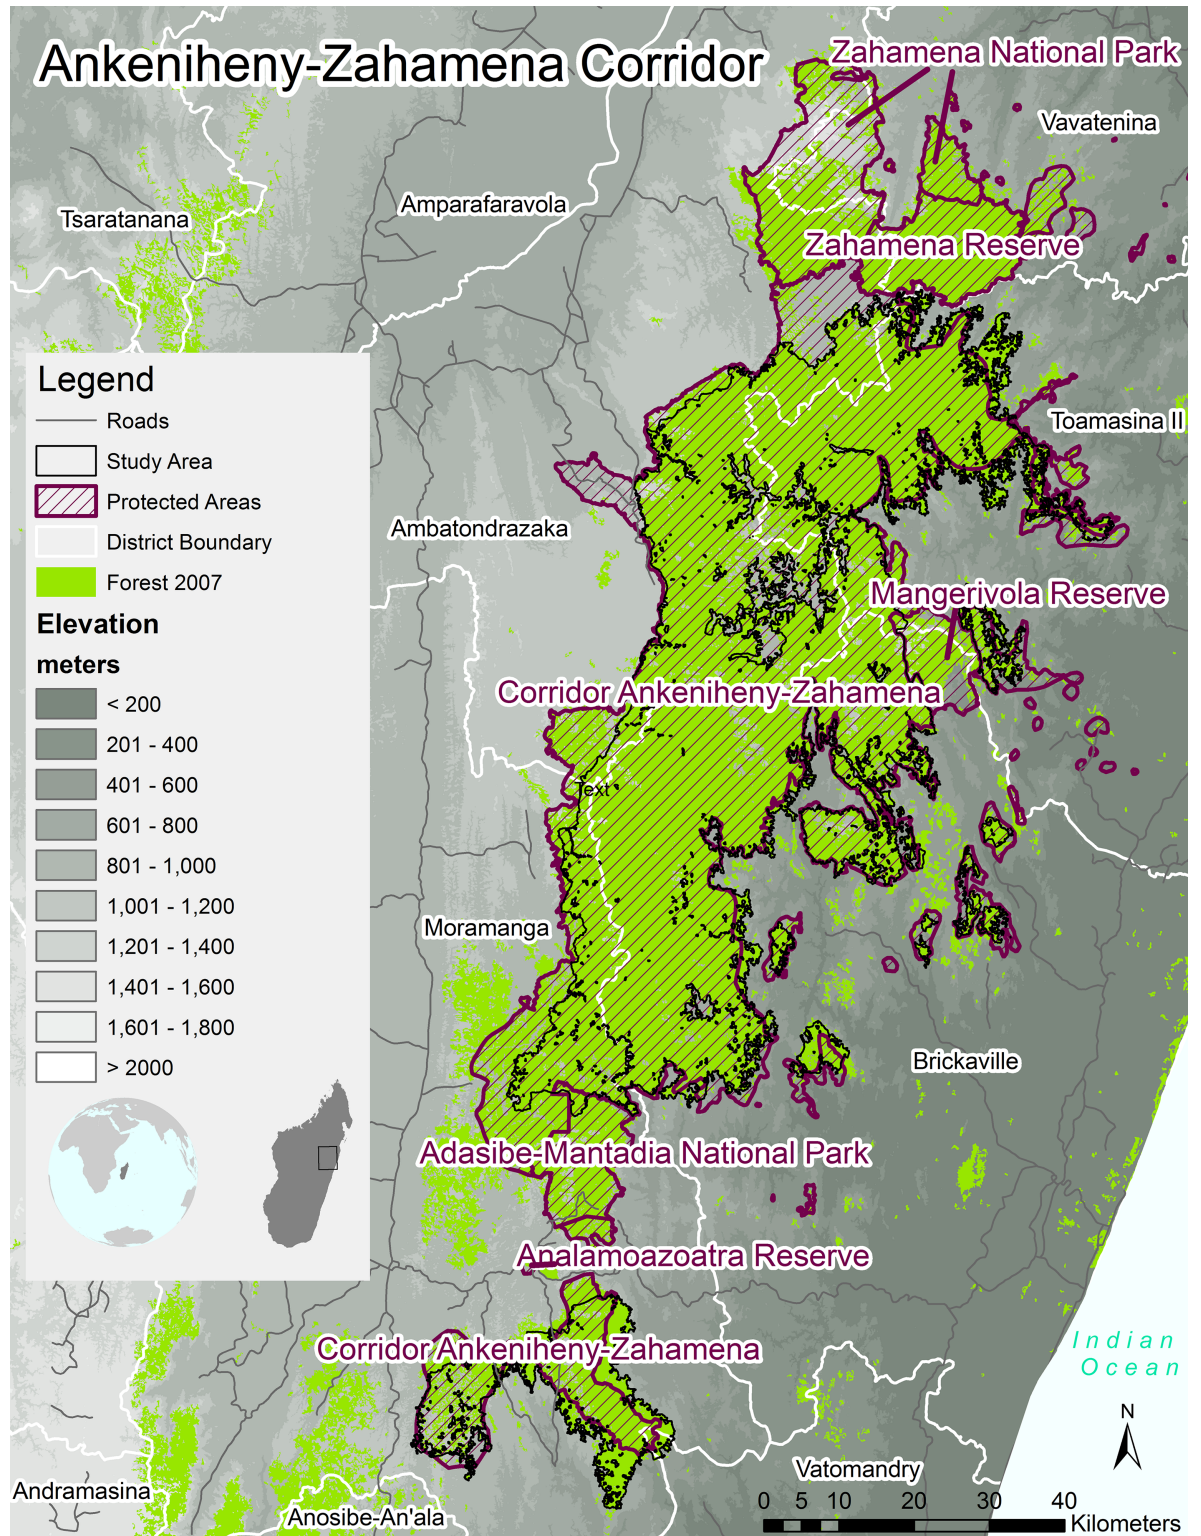 Ankeniheny-Zahamena Corridor
Zahamena National Park
Vavatenina
Tsaratanana
Amparafaravola
Zahamena Reserve
Toamasina II
Ambatondrazaka
Mangerivola Reserve
Corridor Ankeniheny-Zahamena
Text
Moramanga
Brickaville
Adasibe-Mantadia National Park
Analamoazoatra Reserve
Corridor Ankeniheny-Zahamena
Indian
Ocean
Andramasina
Anosibe-An'ala
Vatomandry
Legend
Roads
Study Area
Protected Areas
District Boundary
Forest 2007
Elevation
meters
< 200
201 - 400
401 - 600
601 - 800
801 - 1,000
1,001 - 1,200
1,201 - 1,400
1,401 - 1,600
1,601 - 1,800
> 2000
N
0 5 10 20 30 40
Kilometers